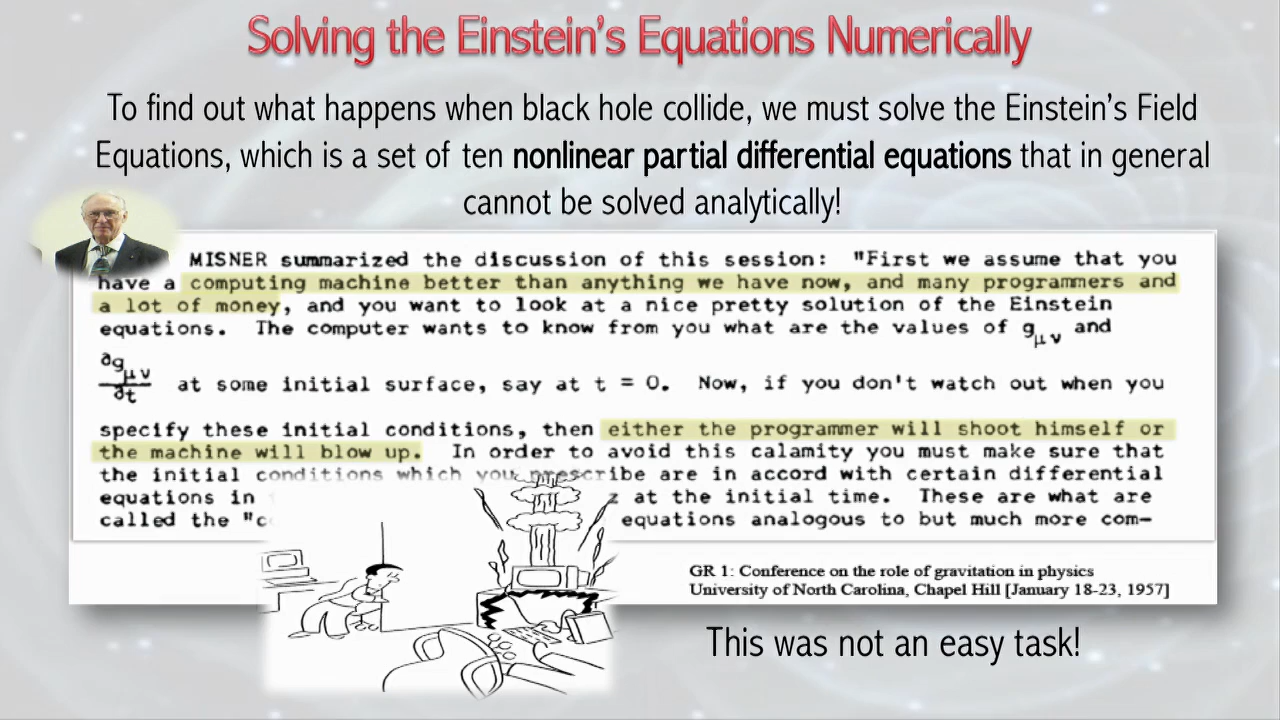 Solving the Einstein's Equations Numerically
To find out what happens when black hole collide, we must solve the Einstein's Field
Equations, which is a set of ten nonlinear partial differential equations that in general
cannot be solved analytically!
MISNER summarized the discussion of this session: "First we assume that you
have a computing machine better than anything we have now, and many programmers and
a lot of money, and you want to look at a nice pretty solution of the Einstein
equations. The computer wants to know from you what are the values of g_μν and
∂g_μν/∂t at some initial surface, say at t = 0. Now, if you don't watch out when you
specify these initial conditions, then either the programmer will shoot himself or
the machine will blow up. In order to avoid this calamity you must make sure that
the initial conditions which you prescribe are in accord with certain differential
equations in z at the initial time. These are what are
called the "c equations analogous to but much more com-
GR 1: Conference on the role of gravitation in physics
University of North Carolina, Chapel Hill [January 18-23, 1957]
This was not an easy task!